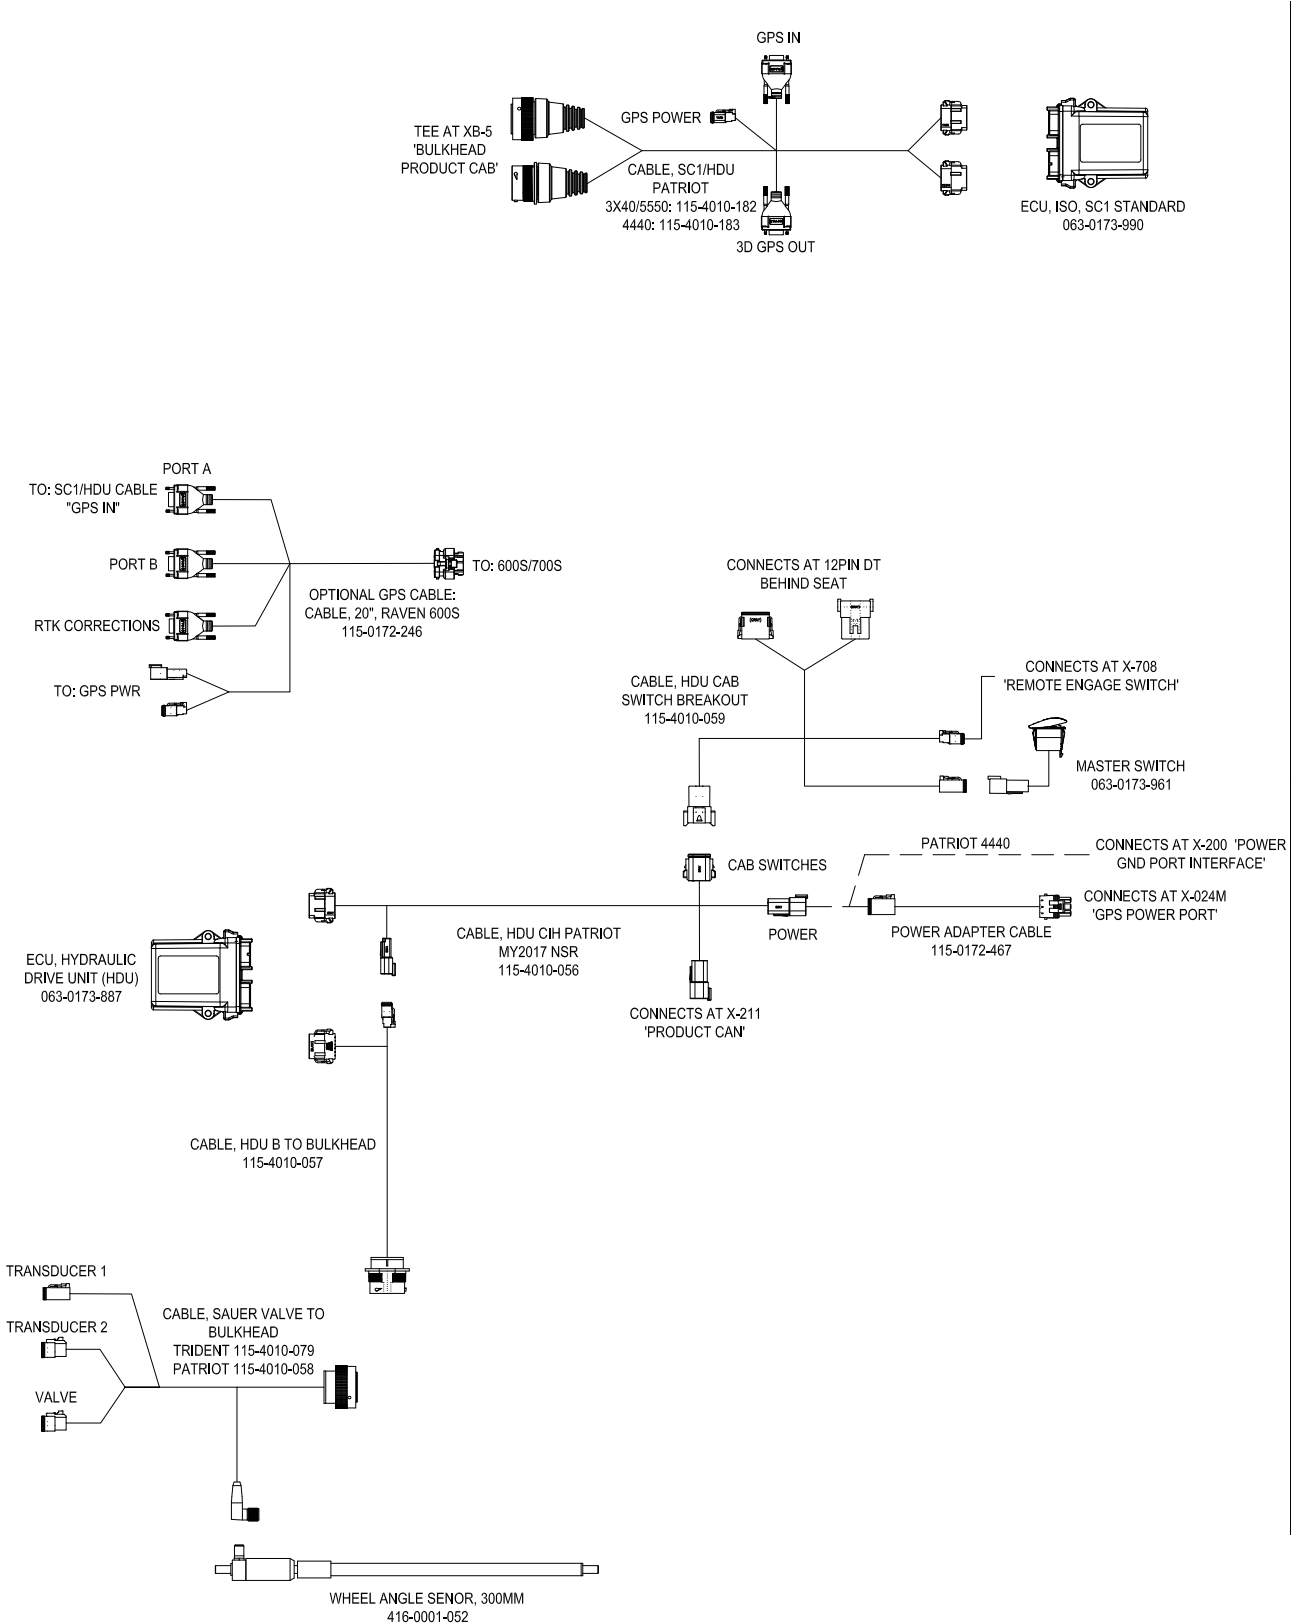 GPS IN
GPS POWER
TEE AT XB-5
'BULKHEAD
PRODUCT CAB'
CABLE, SC1/HDU
PATRIOT
3X40/5550: 115-4010-182
4440: 115-4010-183
3D GPS OUT
ECU, ISO, SC1 STANDARD
063-0173-990
PORT A
TO: SC1/HDU CABLE
"GPS IN"
PORT B
TO: 600S/700S
OPTIONAL GPS CABLE:
CABLE, 20", RAVEN 600S
115-0172-246
RTK CORRECTIONS
TO: GPS PWR
CONNECTS AT 12PIN DT
BEHIND SEAT
CABLE, HDU CAB
SWITCH BREAKOUT
115-4010-059
CONNECTS AT X-708
'REMOTE ENGAGE SWITCH'
MASTER SWITCH
063-0173-961
CAB SWITCHES
PATRIOT 4440
CONNECTS AT X-200 'POWER
GND PORT INTERFACE'
CONNECTS AT X-024M
'GPS POWER PORT'
POWER
POWER ADAPTER CABLE
115-0172-467
CABLE, HDU CIH PATRIOT
MY2017 NSR
115-4010-056
ECU, HYDRAULIC
DRIVE UNIT (HDU)
063-0173-887
CONNECTS AT X-211
'PRODUCT CAN'
CABLE, HDU B TO BULKHEAD
115-4010-057
TRANSDUCER 1
TRANSDUCER 2
VALVE
CABLE, SAUER VALVE TO
BULKHEAD
TRIDENT 115-4010-079
PATRIOT 115-4010-058
WHEEL ANGLE SENOR, 300MM
416-0001-052